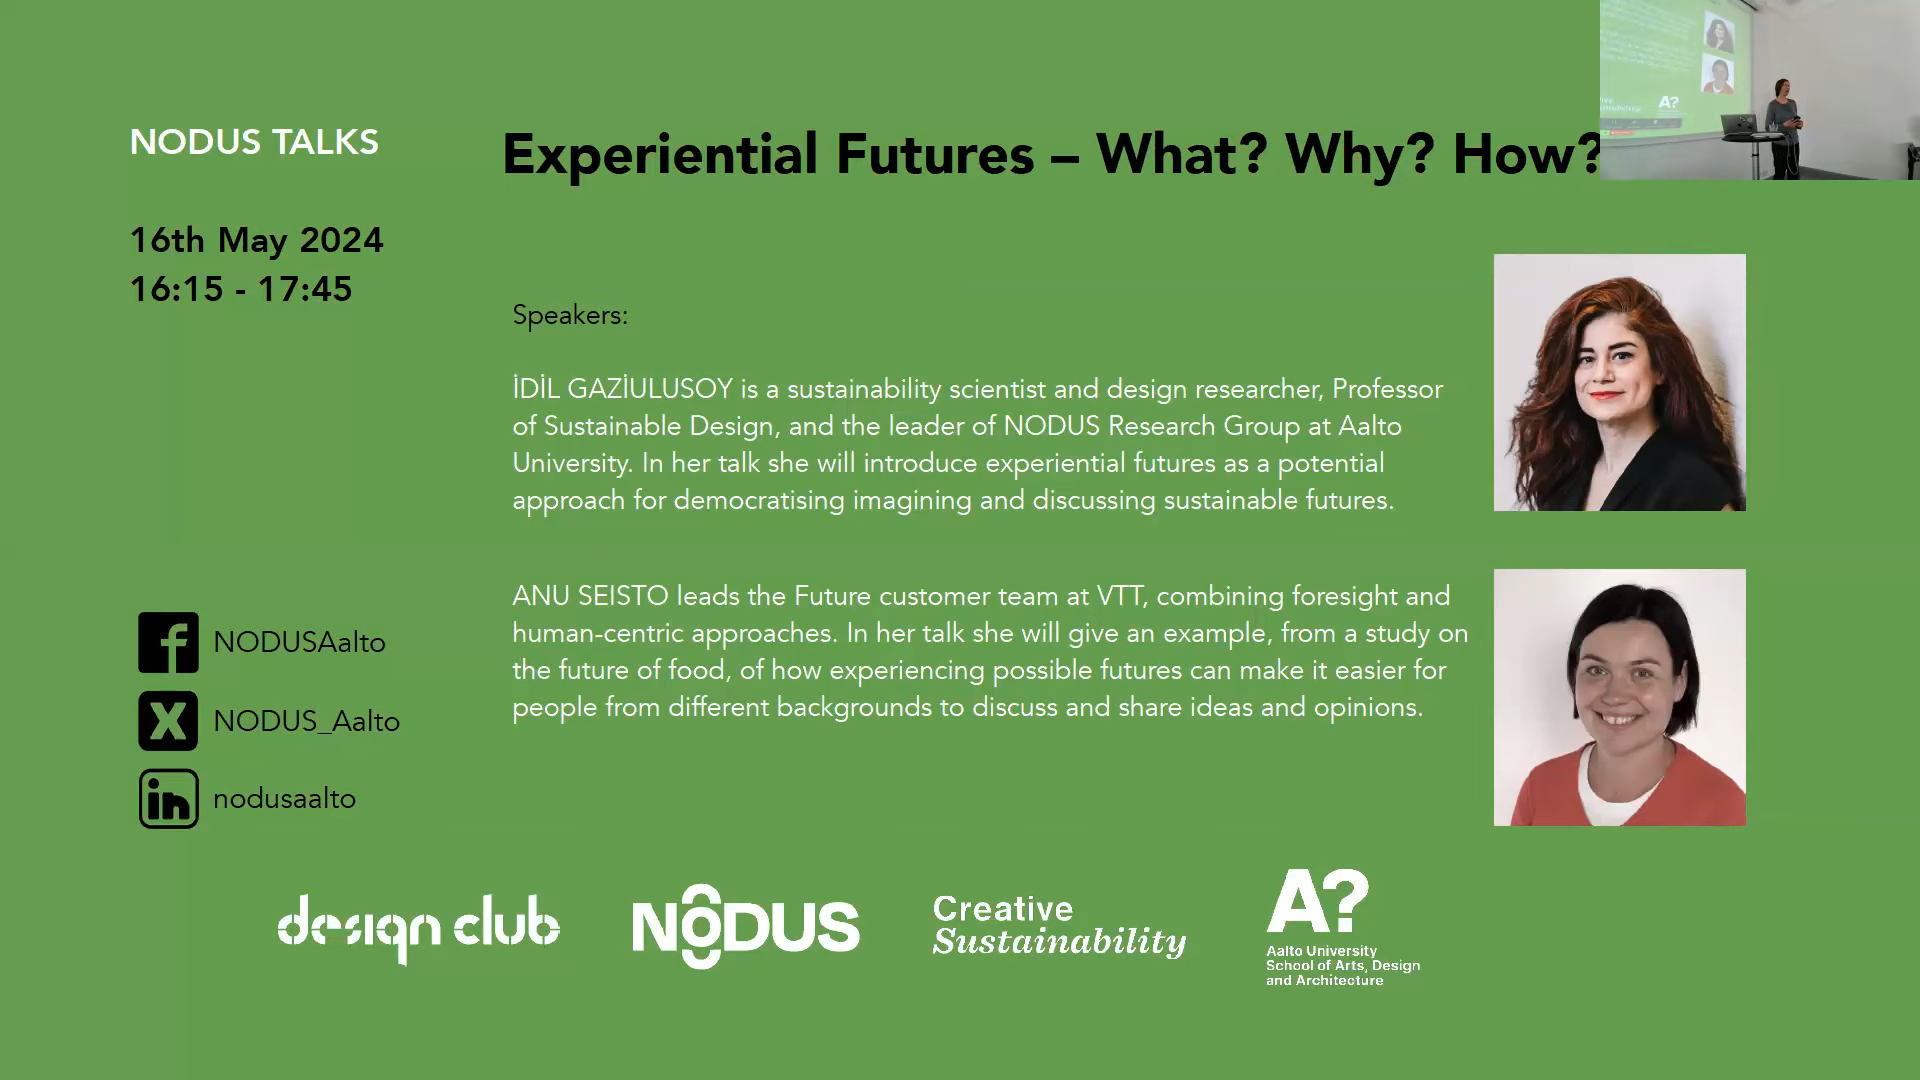 NODUS TALKS
Experiential Futures – What? Why? How?
16th May 2024
16:15 - 17:45
Speakers:
İDİL GAZİULUSOY is a sustainability scientist and design researcher, Professor
of Sustainable Design, and the leader of NODUS Research Group at Aalto
University. In her talk she will introduce experiential futures as a potential
approach for democratising imagining and discussing sustainable futures.
ANU SEISTO leads the Future customer team at VTT, combining foresight and
human-centric approaches. In her talk she will give an example, from a study on
the future of food, of how experiencing possible futures can make it easier for
people from different backgrounds to discuss and share ideas and opinions.
NODUSAalto
NODUS_Aalto
nodusaalto
design club
NODUS
Creative
Sustainability
A?
Aalto University
School of Arts, Design
and Architecture
A?